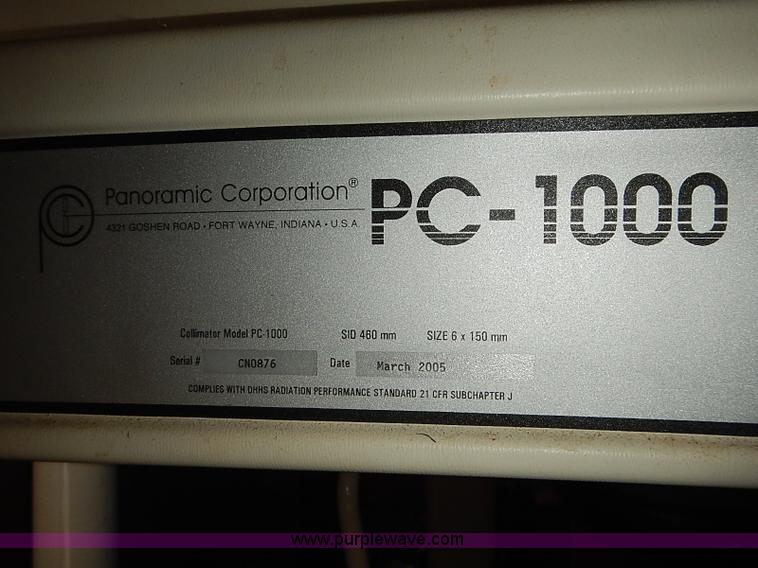 Panoramic Corporation®
4321 GOSHEN ROAD • FORT WAYNE, INDIANA • U.S.A.
PC-1000
Collimator Model PC-1000 SID 460 mm SIZE 6 x 150 mm
Serial # CN0876 Date March 2005
COMPLIES WITH DHHS RADIATION PERFORMANCE STANDARD 21 CFR SUBCHAPTER J
www.purplewave.com